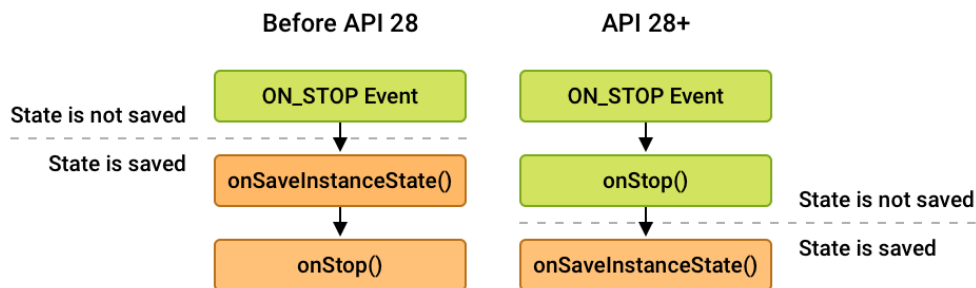 Before API 28
API 28+
ON_STOP Event
ON_STOP Event
State is not saved
State is saved
onSaveInstanceState()
onStop()
State is not saved
State is saved
onStop()
onSaveInstanceState()